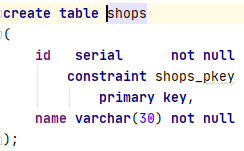 create table shops
(
id serial not null
constraint shops_pkey
primary key,
name varchar(30) not null
);